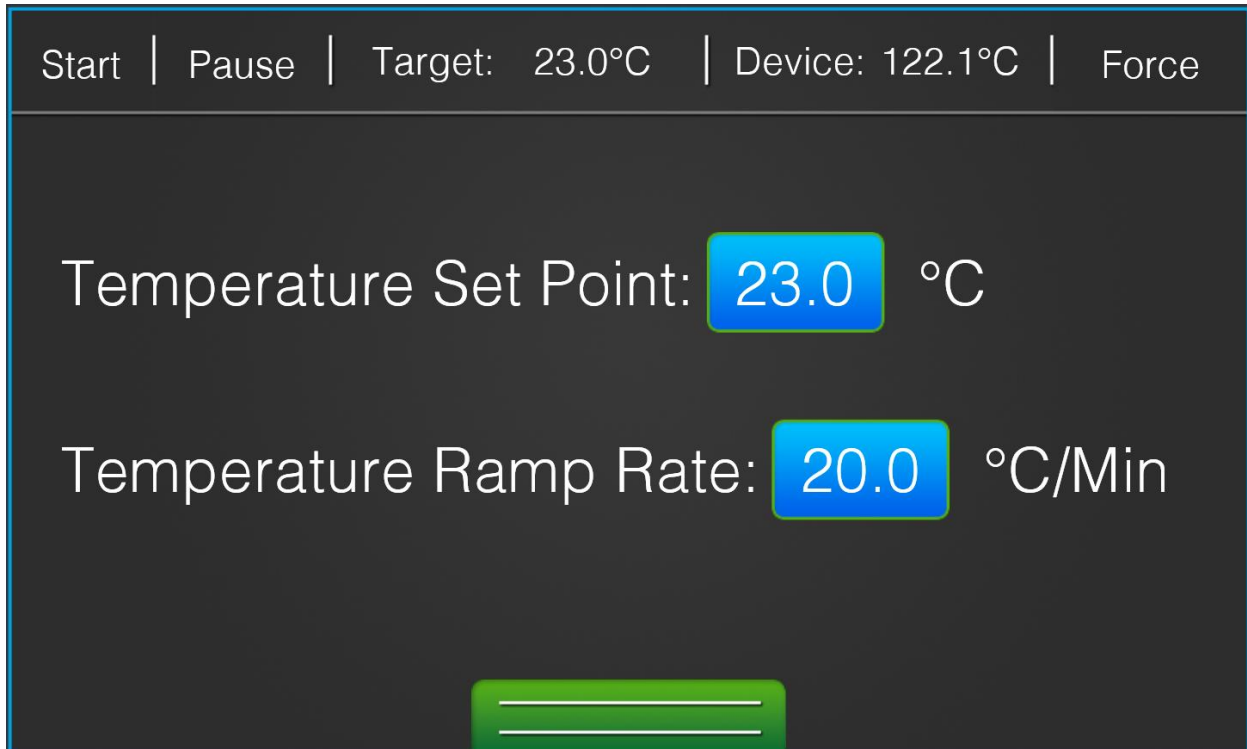 Start | Pause | Target: 23.0°C | Device: 122.1°C | Force
Temperature Set Point: 23.0 °C
Temperature Ramp Rate: 20.0 °C/Min